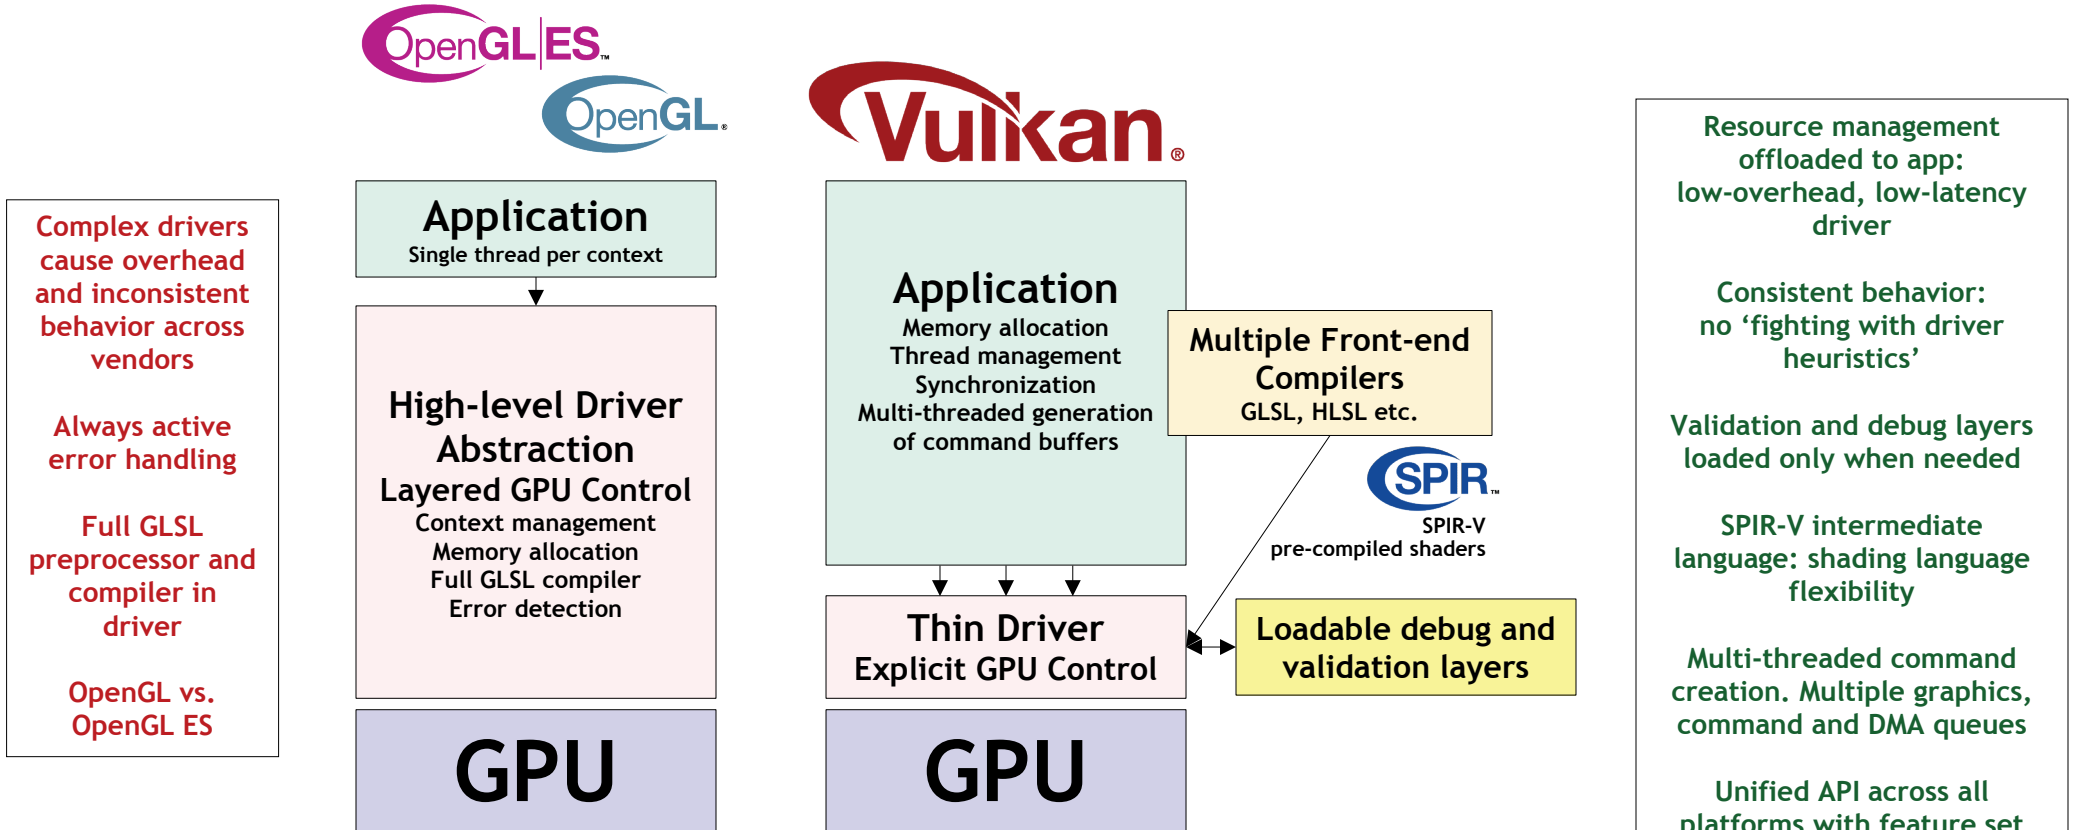 OpenGL|ES™
OpenGL®
Vulkan®
Complex drivers
cause overhead
and inconsistent
behavior across
vendors
Always active
error handling
Full GLSL
preprocessor and
compiler in
driver
OpenGL vs.
OpenGL ES
Application
Single thread per context
High-level Driver
Abstraction
Layered GPU Control
Context management
Memory allocation
Full GLSL compiler
Error detection
GPU
Application
Memory allocation
Thread management
Synchronization
Multi-threaded generation
of command buffers
Multiple Front-end
Compilers
GLSL, HLSL etc.
SPIR™
SPIR-V
pre-compiled shaders
Thin Driver
Explicit GPU Control
Loadable debug and
validation layers
GPU
Resource management
offloaded to app:
low-overhead, low-latency
driver
Consistent behavior:
no ‘fighting with driver
heuristics’
Validation and debug layers
loaded only when needed
SPIR-V intermediate
language: shading language
flexibility
Multi-threaded command
creation. Multiple graphics,
command and DMA queues
Unified API across all
platforms with feature set